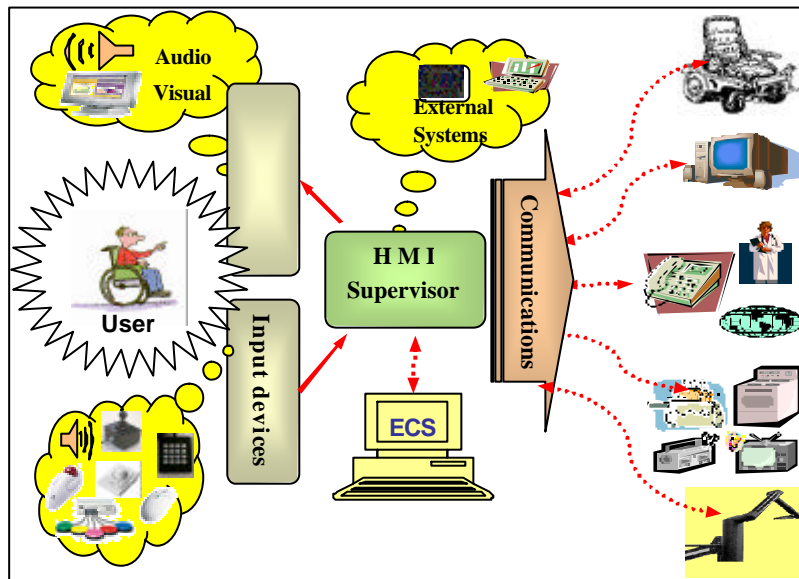 Audio
Visual
External
Systems
H M I
Supervisor
Communications
User
Input devices
ECS